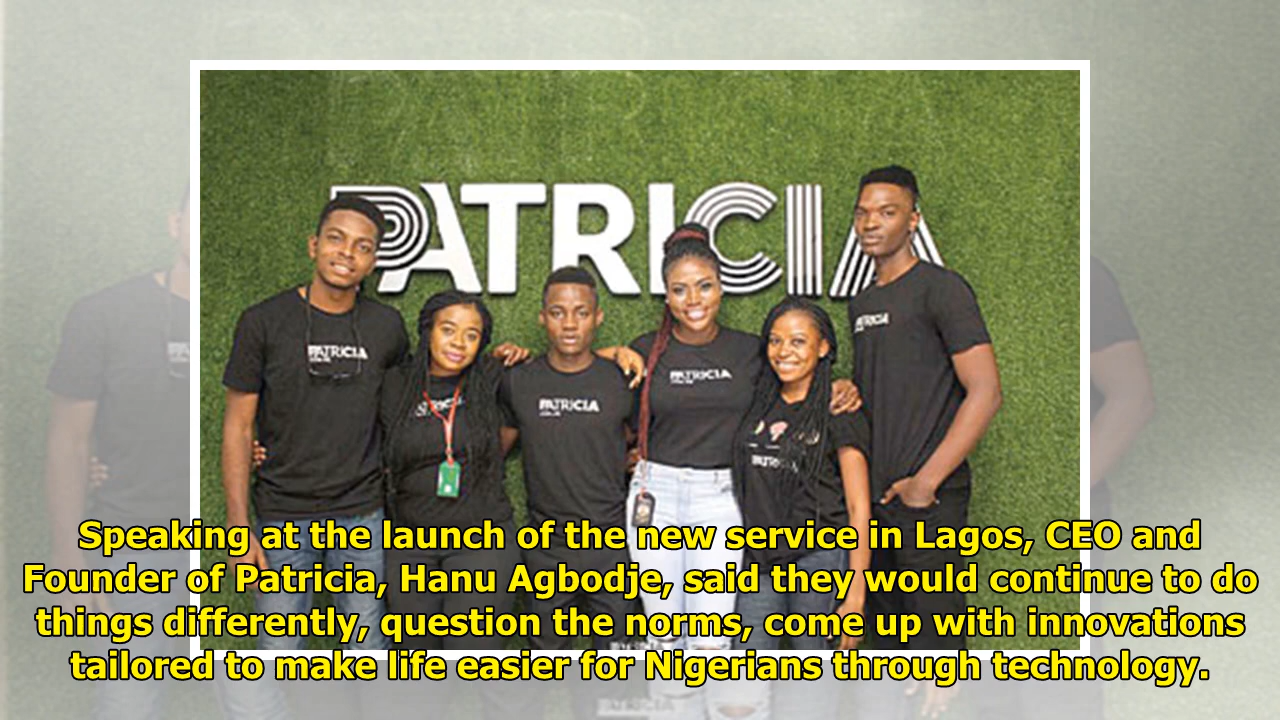 PATRICIA
PATRICIA
PATRICIA
PATRICIA
PATRICIA
PATRICIA
Speaking at the launch of the new service in Lagos, CEO and
Founder of Patricia, Hanu Agbodje, said they would continue to do
things differently, question the norms, come up with innovations
tailored to make life easier for Nigerians through technology.